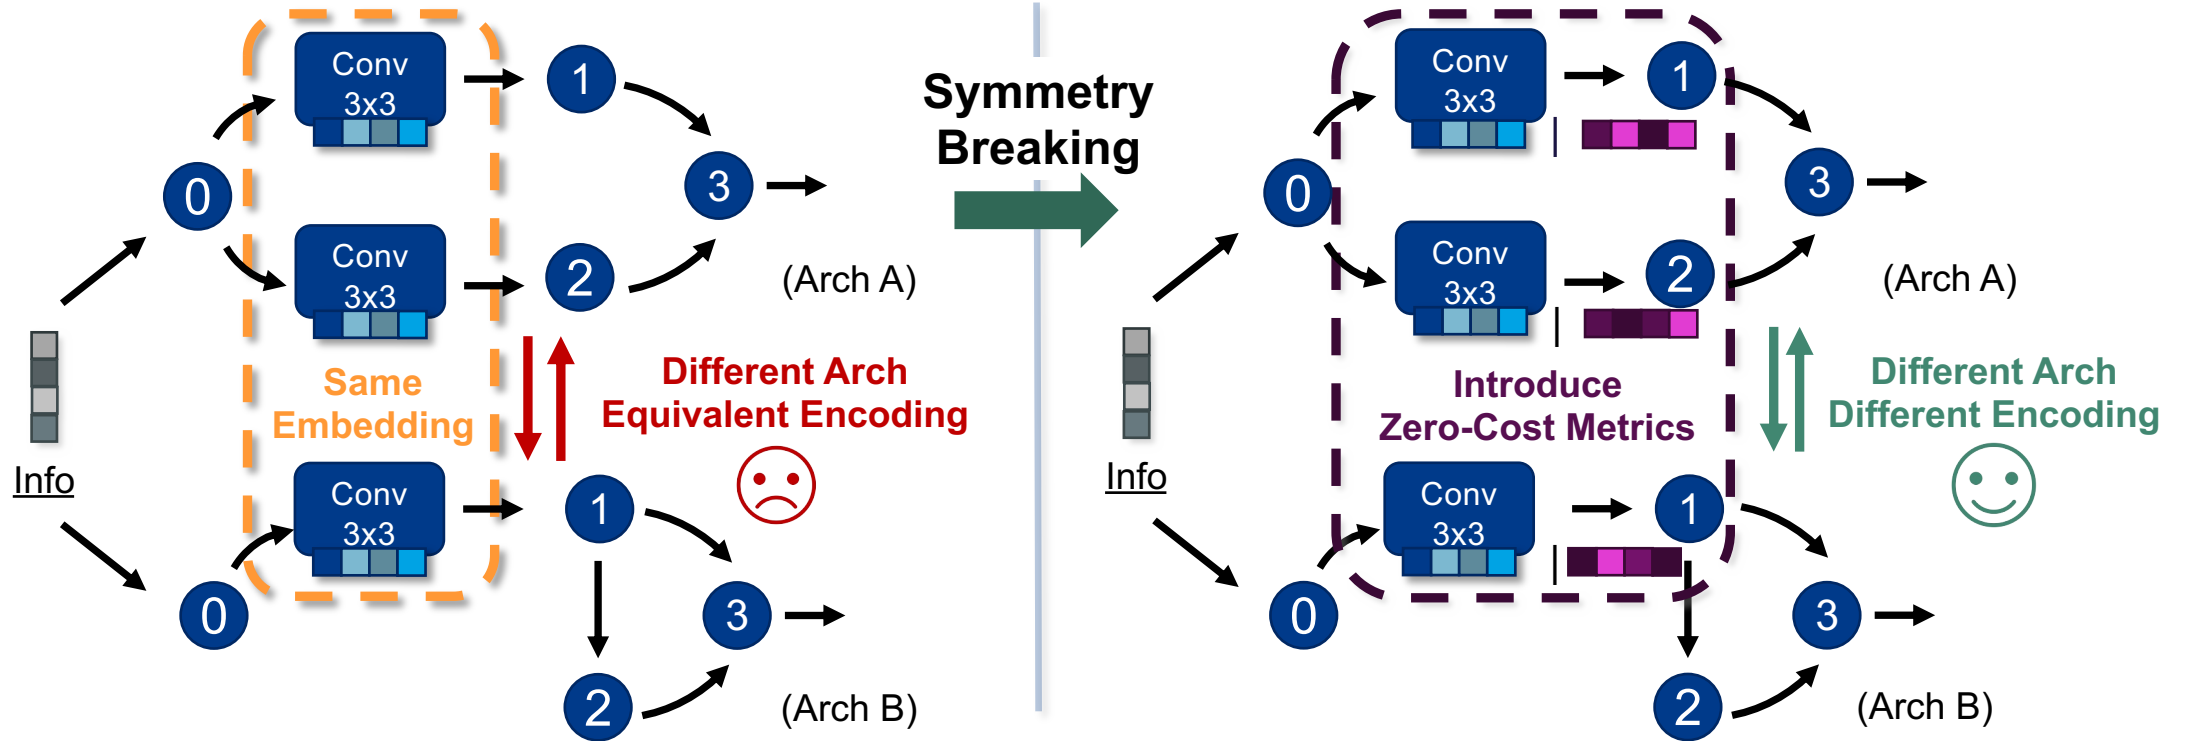 Conv
3x3
1
0
3
Conv
3x3
2
(Arch A)
Same
Embedding
Different Arch
Equivalent Encoding
Info
Conv
3x3
1
0
3
2
(Arch B)
Symmetry
Breaking
Conv
3x3
1
0
3
Conv
3x3
2
(Arch A)
Introduce
Zero-Cost Metrics
Different Arch
Different Encoding
Info
Conv
3x3
1
0
3
2
(Arch B)